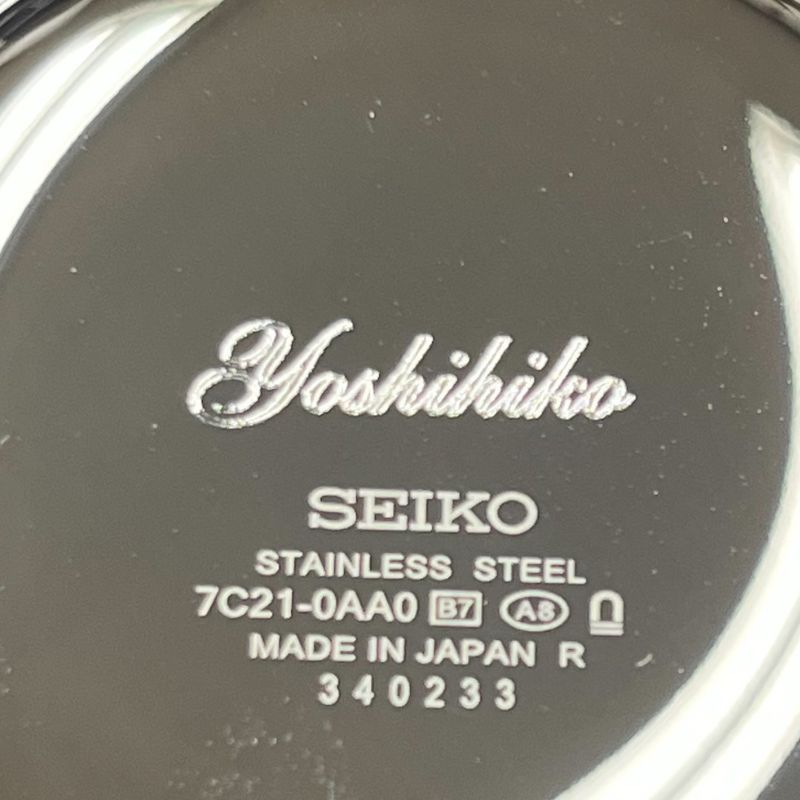 Yoshihiko
SEIKO
STAINLESS STEEL
7C21-0AA0 B7 A8
MADE IN JAPAN R
340233